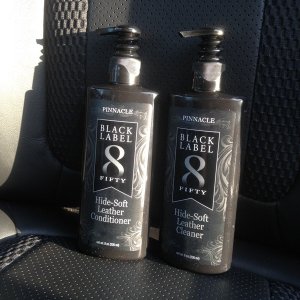 PINNACLE
BLACK
LABEL
8
FIFTY
Hide-Soft
Leather
Conditioner
PINNACLE
BLACK
LABEL
8
FIFTY
Hide-Soft
Leather
Cleaner